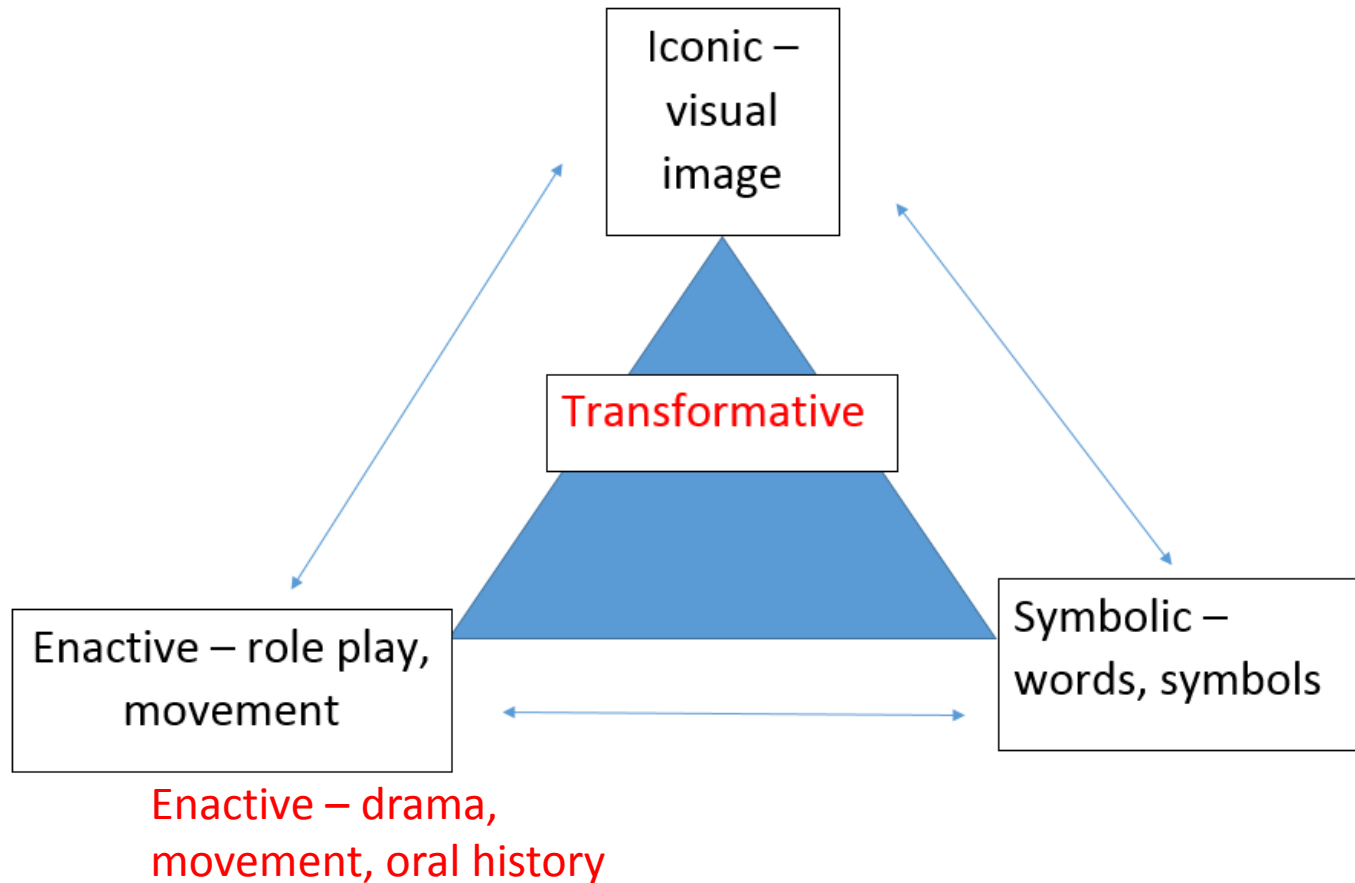 Iconic –
visual
image
Transformative
Enactive – role play,
movement
Symbolic –
words, symbols
Enactive – drama,
movement, oral history